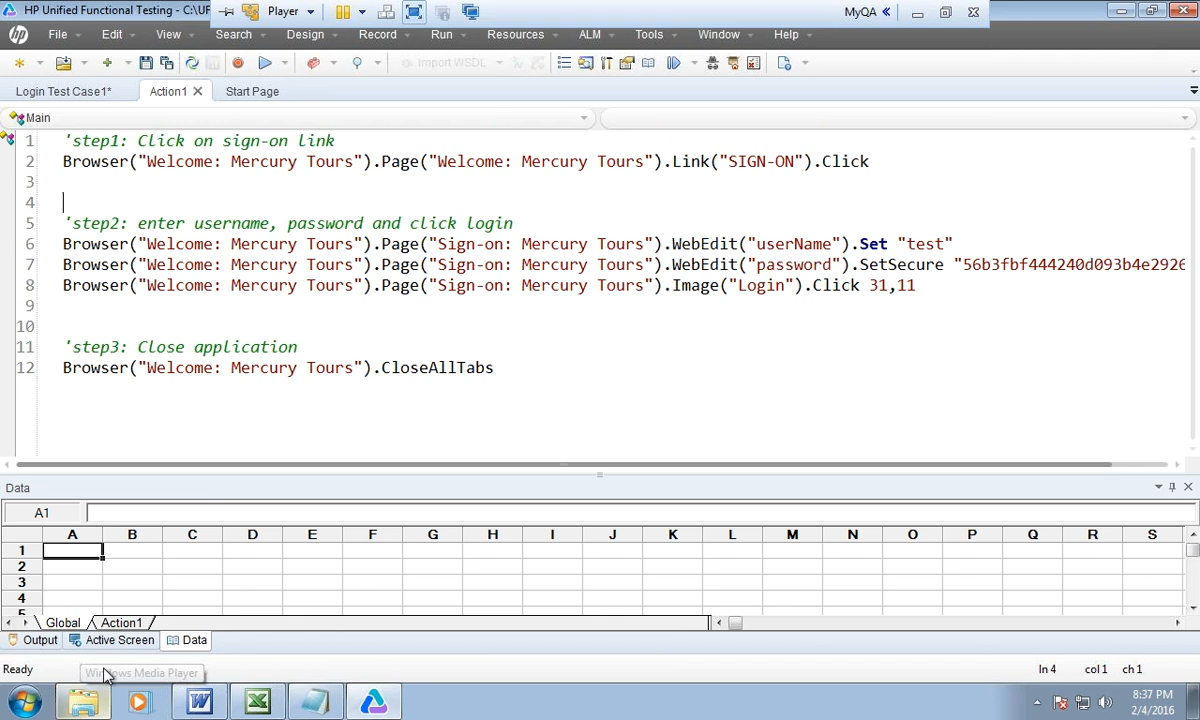 HP Unified Functional Testing - C:\UF
Player
MyQA «
File Edit View Search Design Record Run Resources ALM Tools Window Help
Import WSDL
Login Test Case1* Action1 Start Page
Main
1 'step1: Click on sign-on link
2 Browser("Welcome: Mercury Tours").Page("Welcome: Mercury Tours").Link("SIGN-ON").Click
3
4
5 'step2: enter username, password and click login
6 Browser("Welcome: Mercury Tours").Page("Sign-on: Mercury Tours").WebEdit("userName").Set "test"
7 Browser("Welcome: Mercury Tours").Page("Sign-on: Mercury Tours").WebEdit("password").SetSecure "56b3fbf444240d093b4e2926
8 Browser("Welcome: Mercury Tours").Page("Sign-on: Mercury Tours").Image("Login").Click 31,11
9
10
11 'step3: Close application
12 Browser("Welcome: Mercury Tours").CloseAllTabs
Data
A1
A B C D E F G H I J K L M N O P Q R S
1
2
3
4
5
Global Action1
Output Active Screen Data
Ready ln 4 col 1 ch 1
Windows Media Player
8:37 PM
2/4/2016